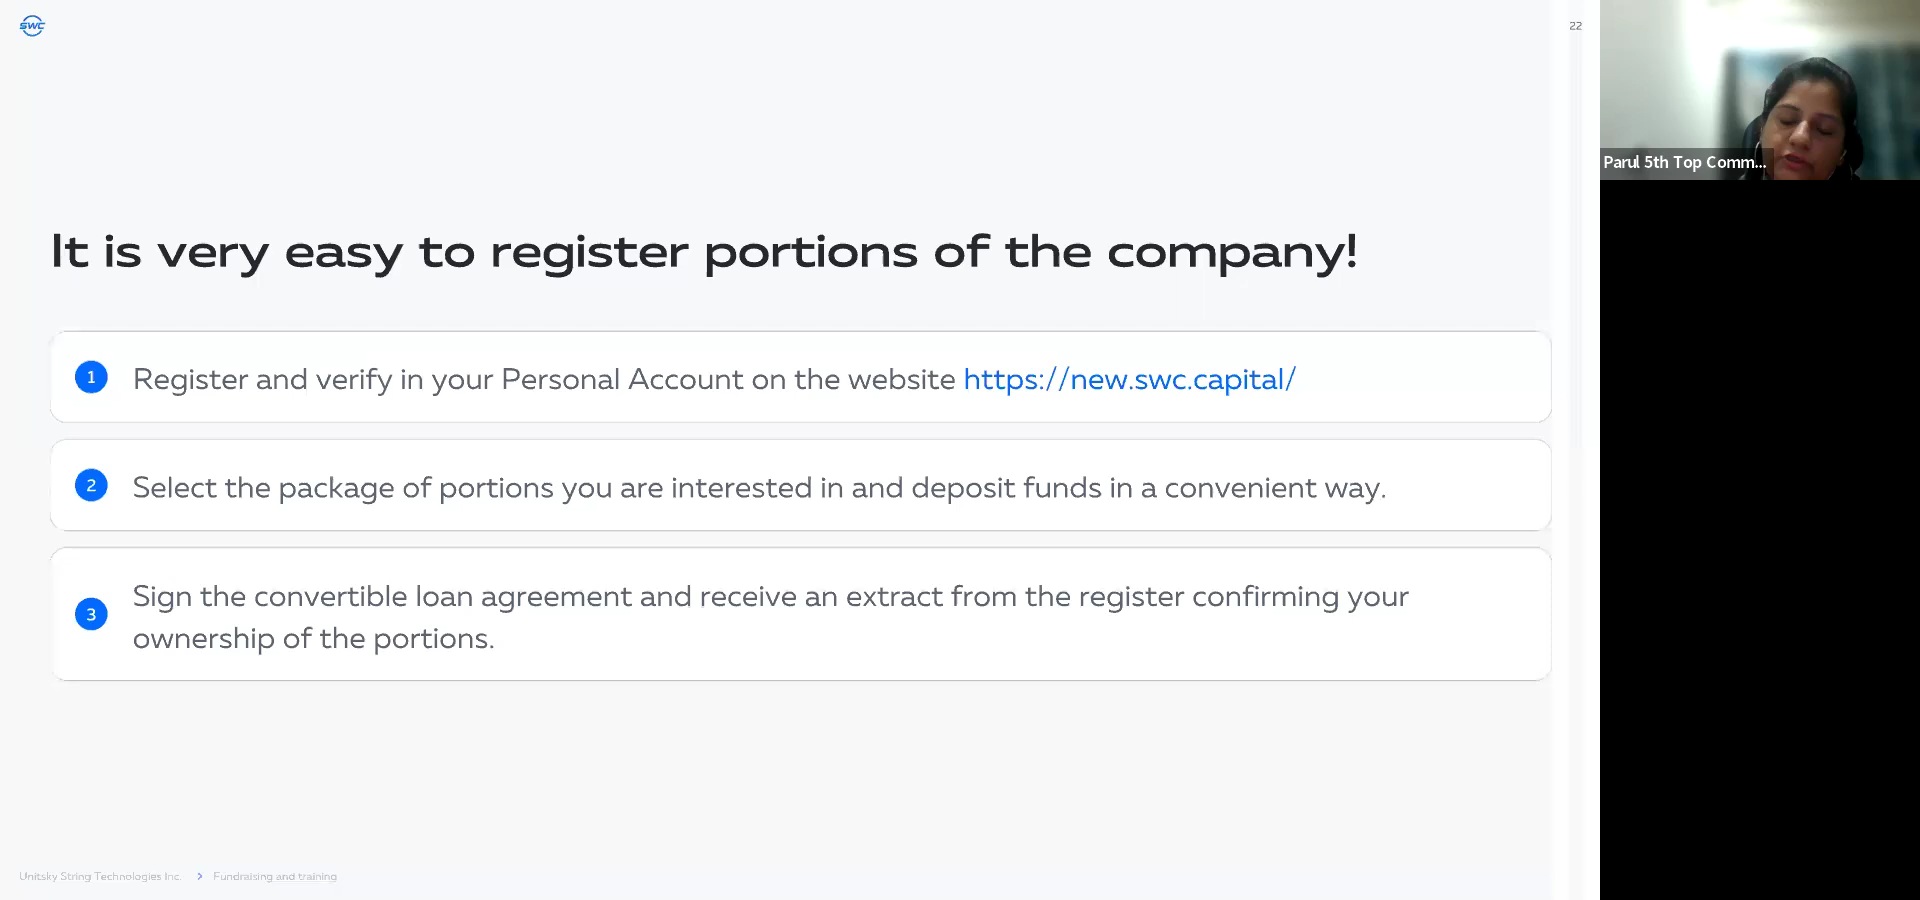 SWC
22
Parul 5th Top Comm...
It is very easy to register portions of the company!
1 Register and verify in your Personal Account on the website https://new.swc.capital/
2 Select the package of portions you are interested in and deposit funds in a convenient way.
3 Sign the convertible loan agreement and receive an extract from the register confirming your
ownership of the portions.
Unitsky String Technologies Inc. > Fundraising and training